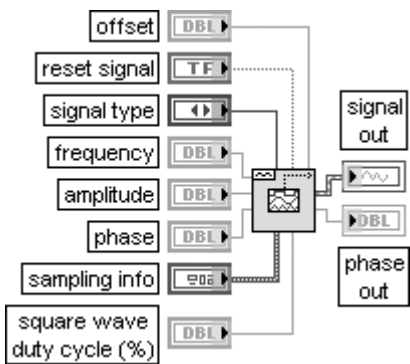 offset
DBL
reset signal
TF
signal type
signal
out
frequency
DBL
amplitude
DBL
phase
DBL
DBL
sampling info
phase
out
square wave
duty cycle (%)
DBL